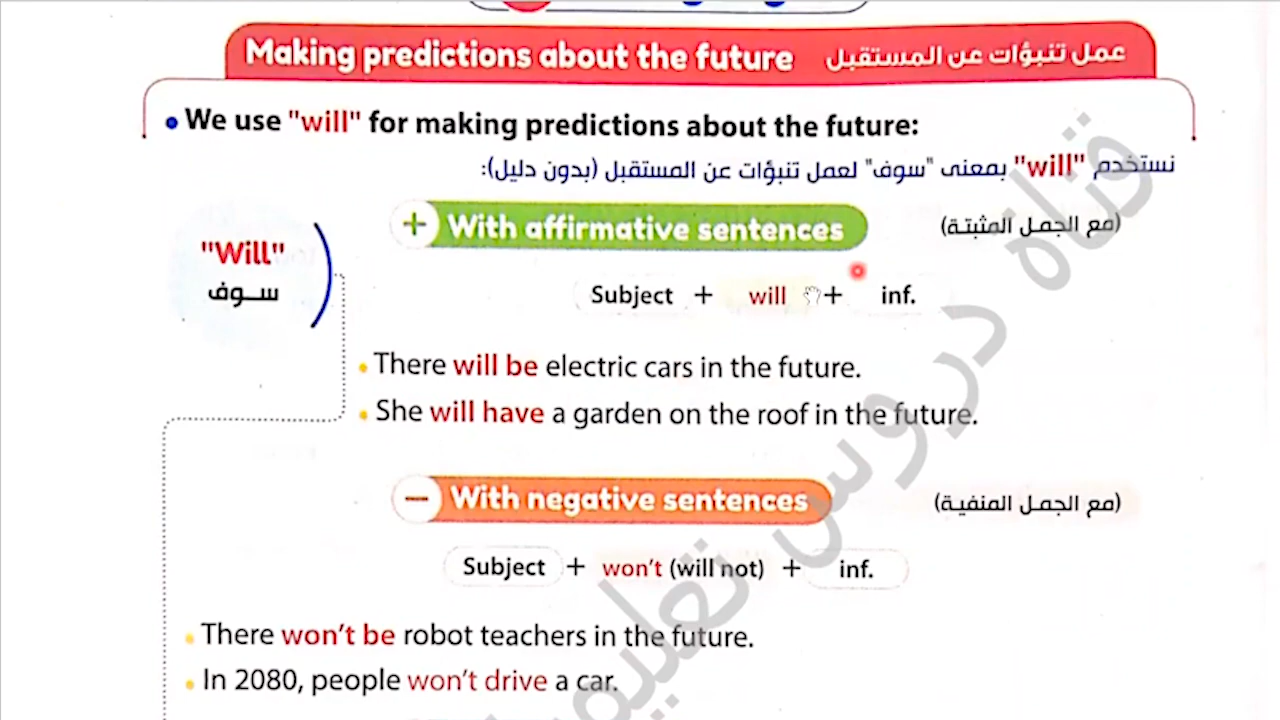 Making predictions about the future عمل تنبؤات عن المستقبل
• We use "will" for making predictions about the future:
نستخدم "will" بمعنى "سوف" لعمل تنبؤات عن المستقبل (بدون دليل):
+ With affirmative sentences (مع الجمل المثبتة)
"Will"
سوف
Subject + will + inf.
• There will be electric cars in the future.
• She will have a garden on the roof in the future.
− With negative sentences (مع الجمل المنفية)
Subject + won't (will not) + inf.
• There won't be robot teachers in the future.
• In 2080, people won't drive a car.
قناة دروس تعليمية